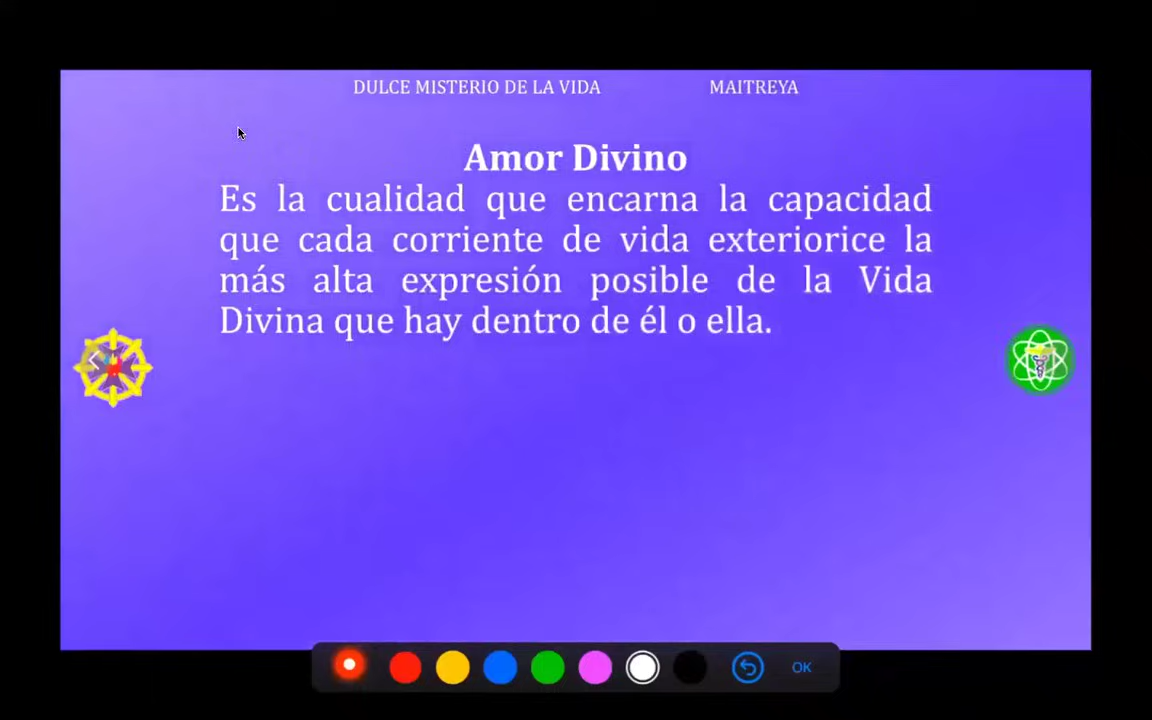 DULCE MISTERIO DE LA VIDA MAITREYA
Amor Divino
Es la cualidad que encarna la capacidad
que cada corriente de vida exteriorice la
más alta expresión posible de la Vida
Divina que hay dentro de él o ella.
OK